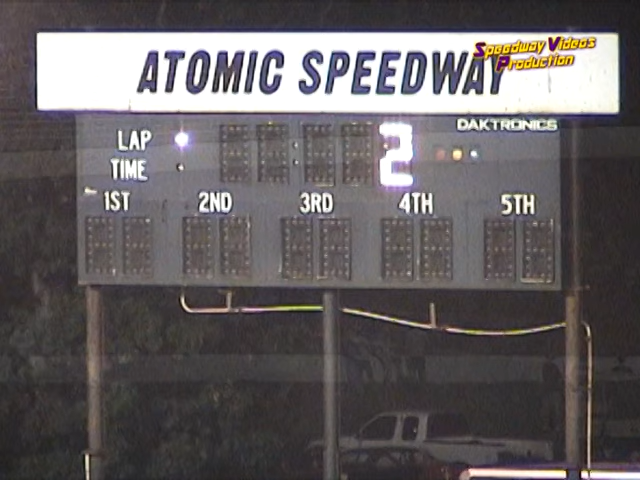 ATOMIC SPEEDWAY
Speedway Videos
Production
DAKTRONICS
LAP 2
TIME
1ST 2ND 3RD 4TH 5TH